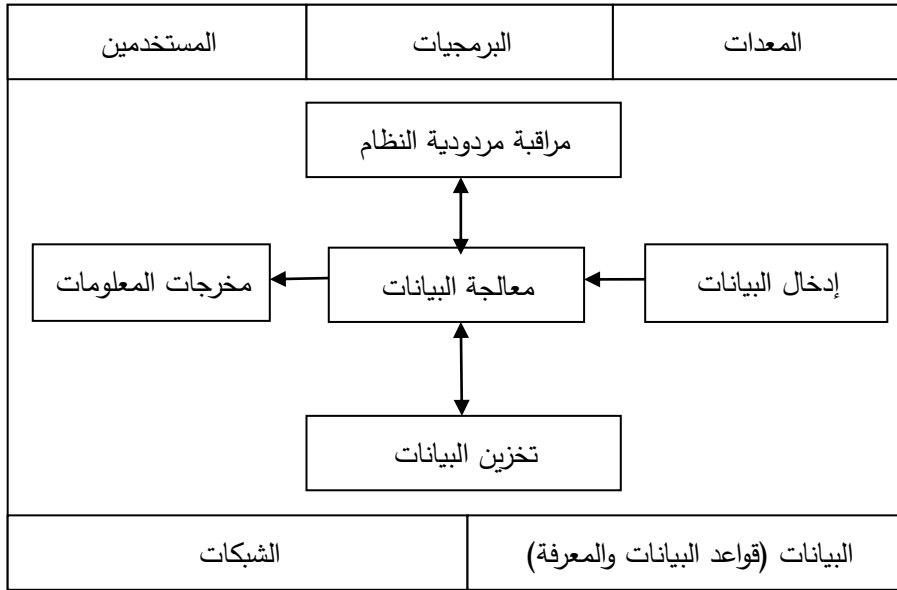 المعدات
البرمجيات
المستخدمين
مراقبة مردودية النظام
إدخال البيانات
معالجة البيانات
مخرجات المعلومات
تخزين البيانات
البيانات (قواعد البيانات والمعرفة)
الشبكات